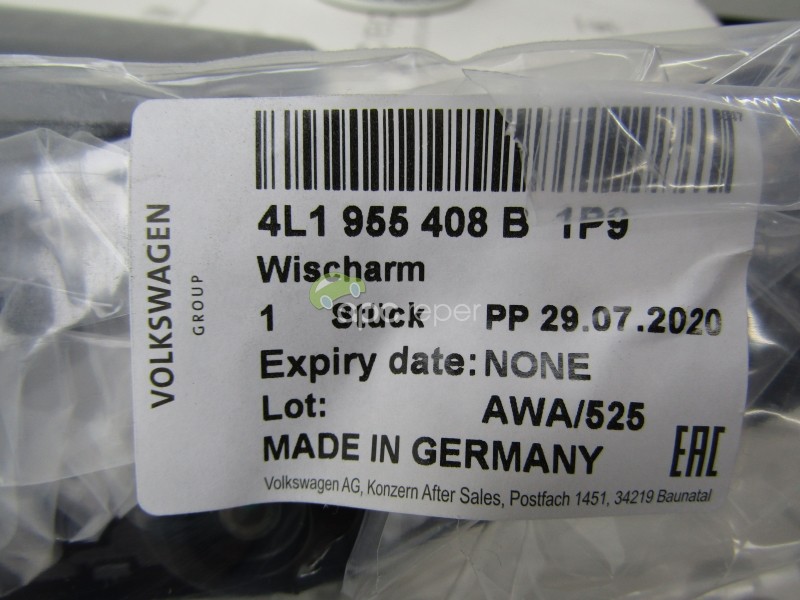 4L1 955 408 B 1P9
Wischarm
1 Stück PP 29.07.2020
Expiry date: NONE
Lot: AWA/525
MADE IN GERMANY
EAC
Volkswagen AG, Konzern After Sales, Postfach 1451, 34219 Baunatal
VOLKSWAGEN
GROUP